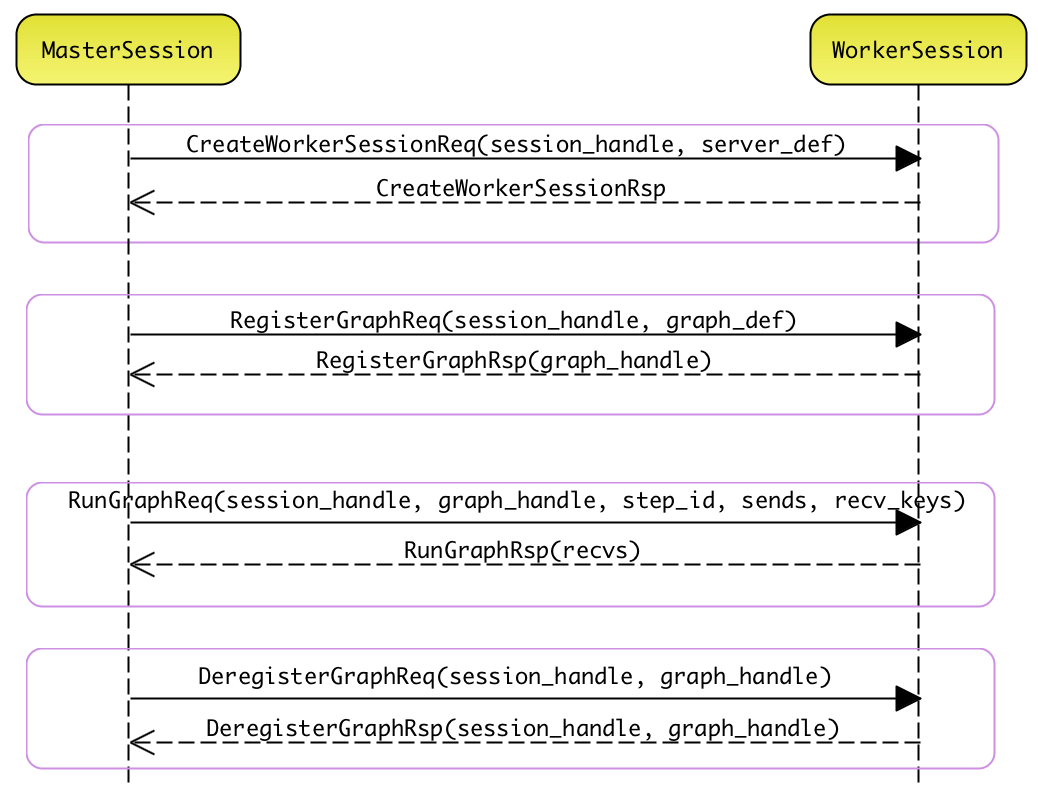 MasterSession
WorkerSession
CreateWorkerSessionReq(session_handle, server_def)
CreateWorkerSessionRsp
RegisterGraphReq(session_handle, graph_def)
RegisterGraphRsp(graph_handle)
RunGraphReq(session_handle, graph_handle, step_id, sends, recv_keys)
RunGraphRsp(recvs)
DeregisterGraphReq(session_handle, graph_handle)
DeregisterGraphRsp(session_handle, graph_handle)